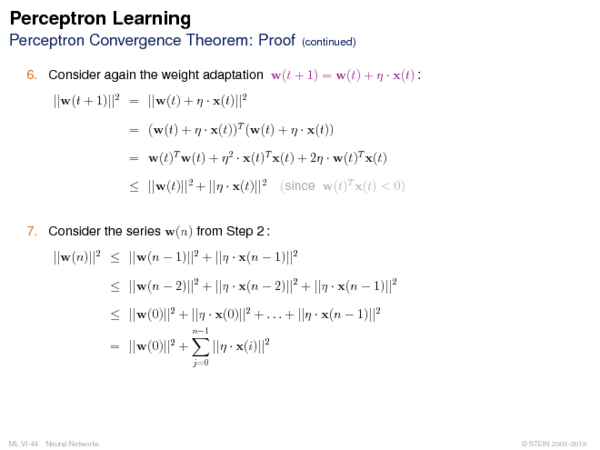 Perceptron Learning
Perceptron Convergence Theorem: Proof (continued)
6. Consider again the weight adaptation w(t + 1) = w(t) + η · x(t) :
||w(t + 1)||² = ||w(t) + η · x(t)||²
= (w(t) + η · x(t))ᵀ(w(t) + η · x(t))
= w(t)ᵀw(t) + η² · x(t)ᵀx(t) + 2η · w(t)ᵀx(t)
≤ ||w(t)||² + ||η · x(t)||² (since w(t)ᵀx(t) < 0)
7. Consider the series w(n) from Step 2 :
||w(n)||² ≤ ||w(n − 1)||² + ||η · x(n − 1)||²
≤ ||w(n − 2)||² + ||η · x(n − 2)||² + ||η · x(n − 1)||²
≤ ||w(0)||² + ||η · x(0)||² + . . . + ||η · x(n − 1)||²
n−1
= ||w(0)||² + ∑ ||η · x(i)||²
j=0
ML:VI-44 Neural Networks © STEIN 2005-2018